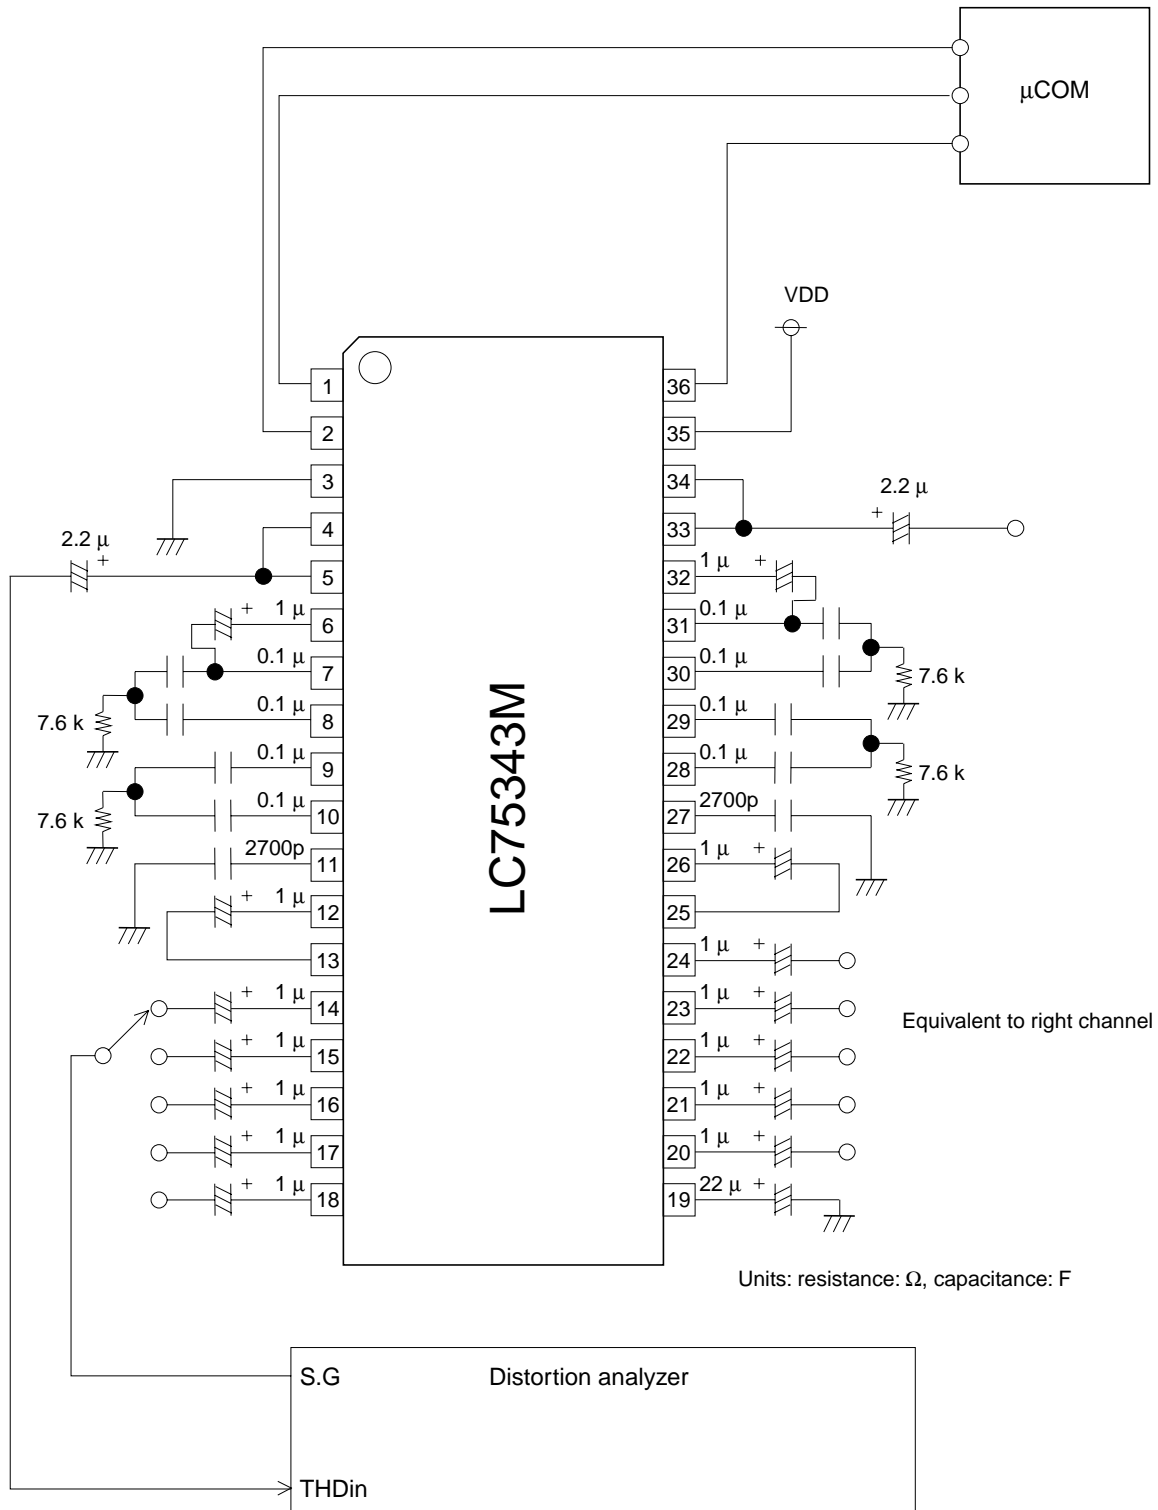 μCOM
VDD
1
36
2
35
3
34
2.2 μ
+
4
33
2.2 μ
+
5
32
1 μ
+
+
1 μ
6
31
0.1 μ
0.1 μ
7
30
0.1 μ
7.6 k
7.6 k
0.1 μ
8
29
0.1 μ
0.1 μ
9
28
0.1 μ
7.6 k
7.6 k
0.1 μ
10
27
2700p
2700p
11
26
1 μ
+
+
1 μ
12
25
13
24
1 μ
+
+
1 μ
14
23
1 μ
+
Equivalent to right channel
+
1 μ
15
22
1 μ
+
+
1 μ
16
21
1 μ
+
+
1 μ
17
20
1 μ
+
+
1 μ
18
19
22 μ
+
LC75343M
Units: resistance: Ω, capacitance: F
S.G
Distortion analyzer
THDin